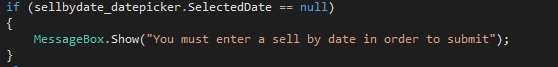 if (sellbydate_datepicker.SelectedDate == null)
{
MessageBox.Show("You must enter a sell by date in order to submit");
}